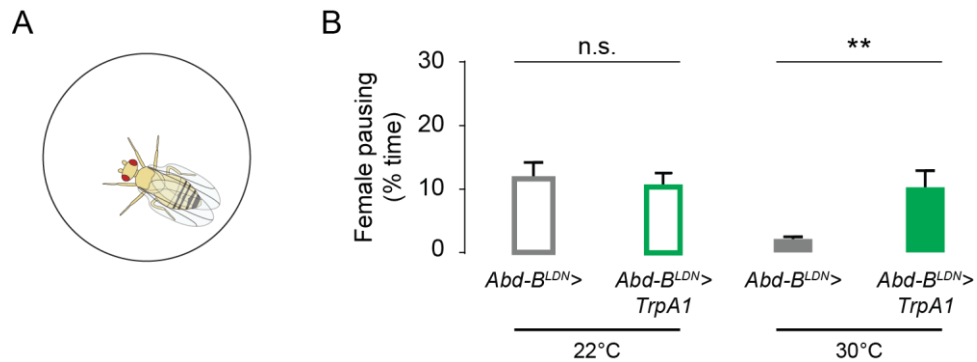 A
B
n.s.
**
Female pausing
(% time)
30
20
10
0
Abd-B^LDN>
Abd-B^LDN>
TrpA1
Abd-B^LDN>
Abd-B^LDN>
TrpA1
22°C
30°C